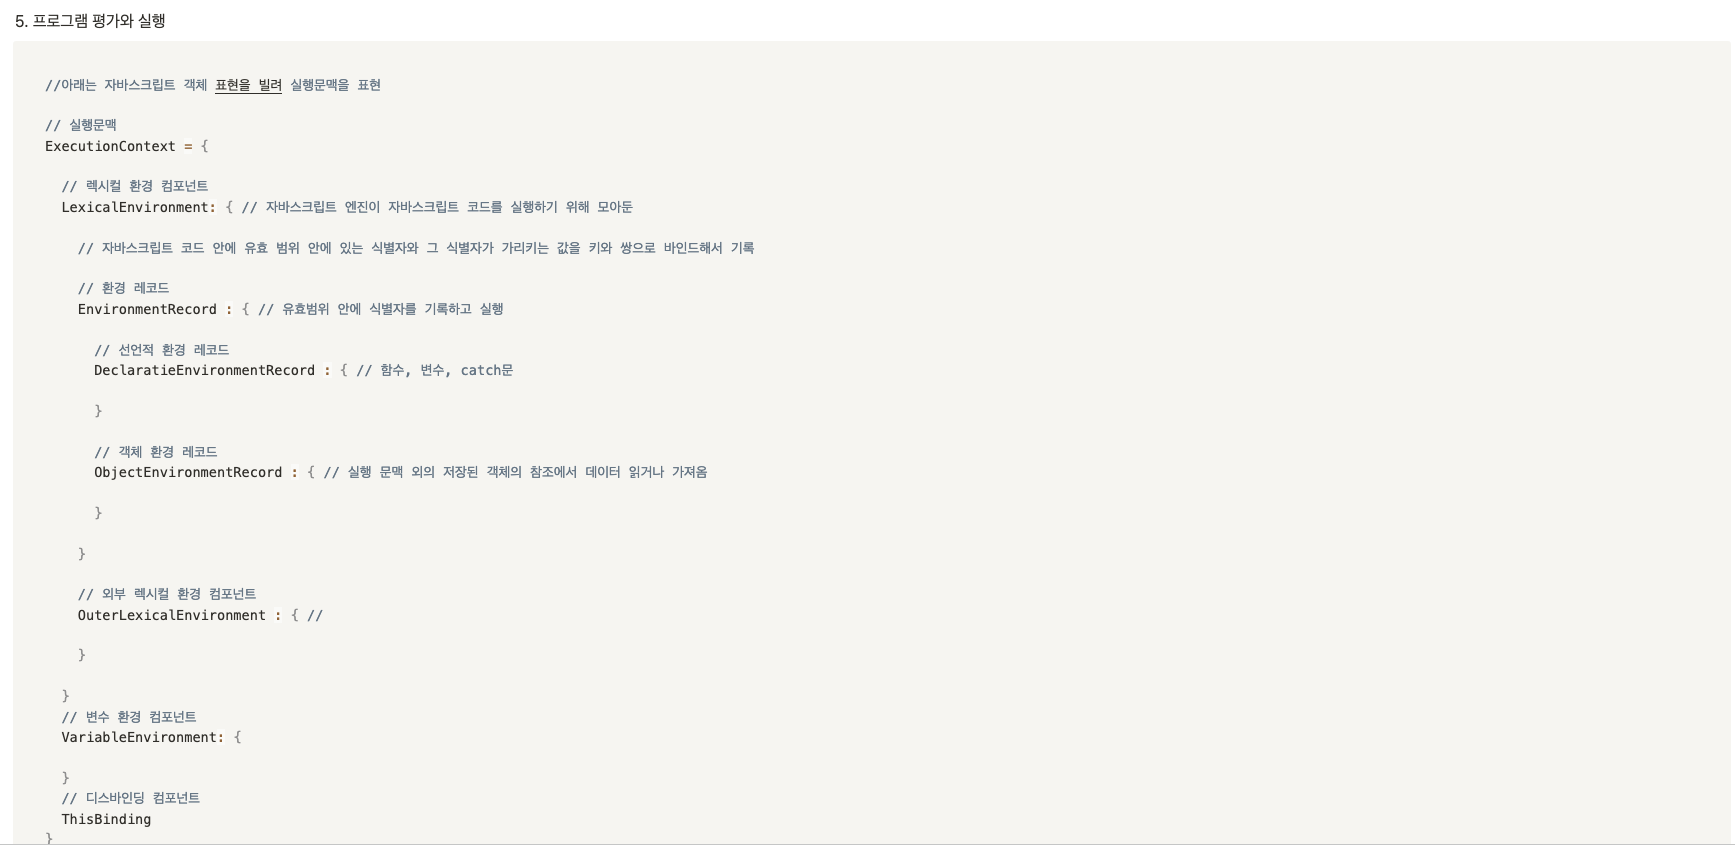 5. 프로그램 평가와 실행
//아래는 자바스크립트 객체 표현을 빌려 실행문맥을 표현
// 실행문맥
ExecutionContext = {
// 렉시컬 환경 컴포넌트
LexicalEnvironment: { // 자바스크립트 엔진이 자바스크립트 코드를 실행하기 위해 모아둔
// 자바스크립트 코드 안에 유효 범위 안에 있는 식별자와 그 식별자가 가리키는 값을 키와 쌍으로 바인드해서 기록
// 환경 레코드
EnvironmentRecord : { // 유효범위 안에 식별자를 기록하고 실행
// 선언적 환경 레코드
DeclaratieEnvironmentRecord : { // 함수, 변수, catch문
}
// 객체 환경 레코드
ObjectEnvironmentRecord : { // 실행 문맥 외의 저장된 객체의 참조에서 데이터 읽거나 가져옴
}
}
// 외부 렉시컬 환경 컴포넌트
OuterLexicalEnvironment : { //
}
}
// 변수 환경 컴포넌트
VariableEnvironment: {
}
// 디스바인딩 컴포넌트
ThisBinding
}